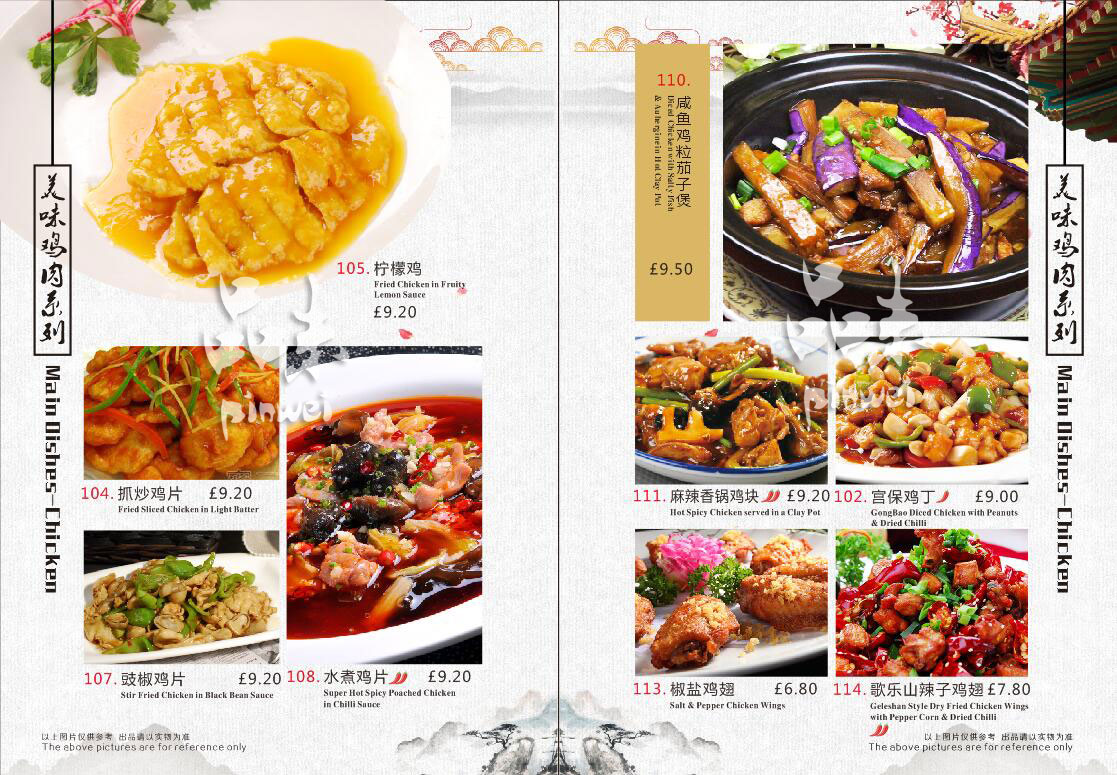 美味鸡肉系列
Main Dishes-Chicken
105. 柠檬鸡
Fried Chicken in Fruity
Lemon Sauce
£9.20
104. 抓炒鸡片 £9.20
Fried Sliced Chicken in Light Batter
107. 豉椒鸡片 £9.20
Stir Fried Chicken in Black Bean Sauce
108. 水煮鸡片 £9.20
Super Hot Spicy Poached Chicken
in Chilli Sauce
以上图片仅供参考 出品请以实物为准
The above pictures are for reference only
品味
pinwei
110.
咸鱼鸡粒茄子煲
Diced Chicken with Salty Fish
& Aubergine in Hot Clay Pot
£9.50
111. 麻辣香锅鸡块 £9.20
Hot Spicy Chicken served in a Clay Pot
102. 宫保鸡丁 £9.00
GongBao Diced Chicken with Peanuts
& Dried Chilli
113. 椒盐鸡翅 £6.80
Salt & Pepper Chicken Wings
114. 歌乐山辣子鸡翅 £7.80
Geleshan Style Dry Fried Chicken Wings
with Pepper Corn & Dried Chilli
以上图片仅供参考 出品请以实物为准
The above pictures are for reference only
品味
pinwei
美味鸡肉系列
Main Dishes-Chicken